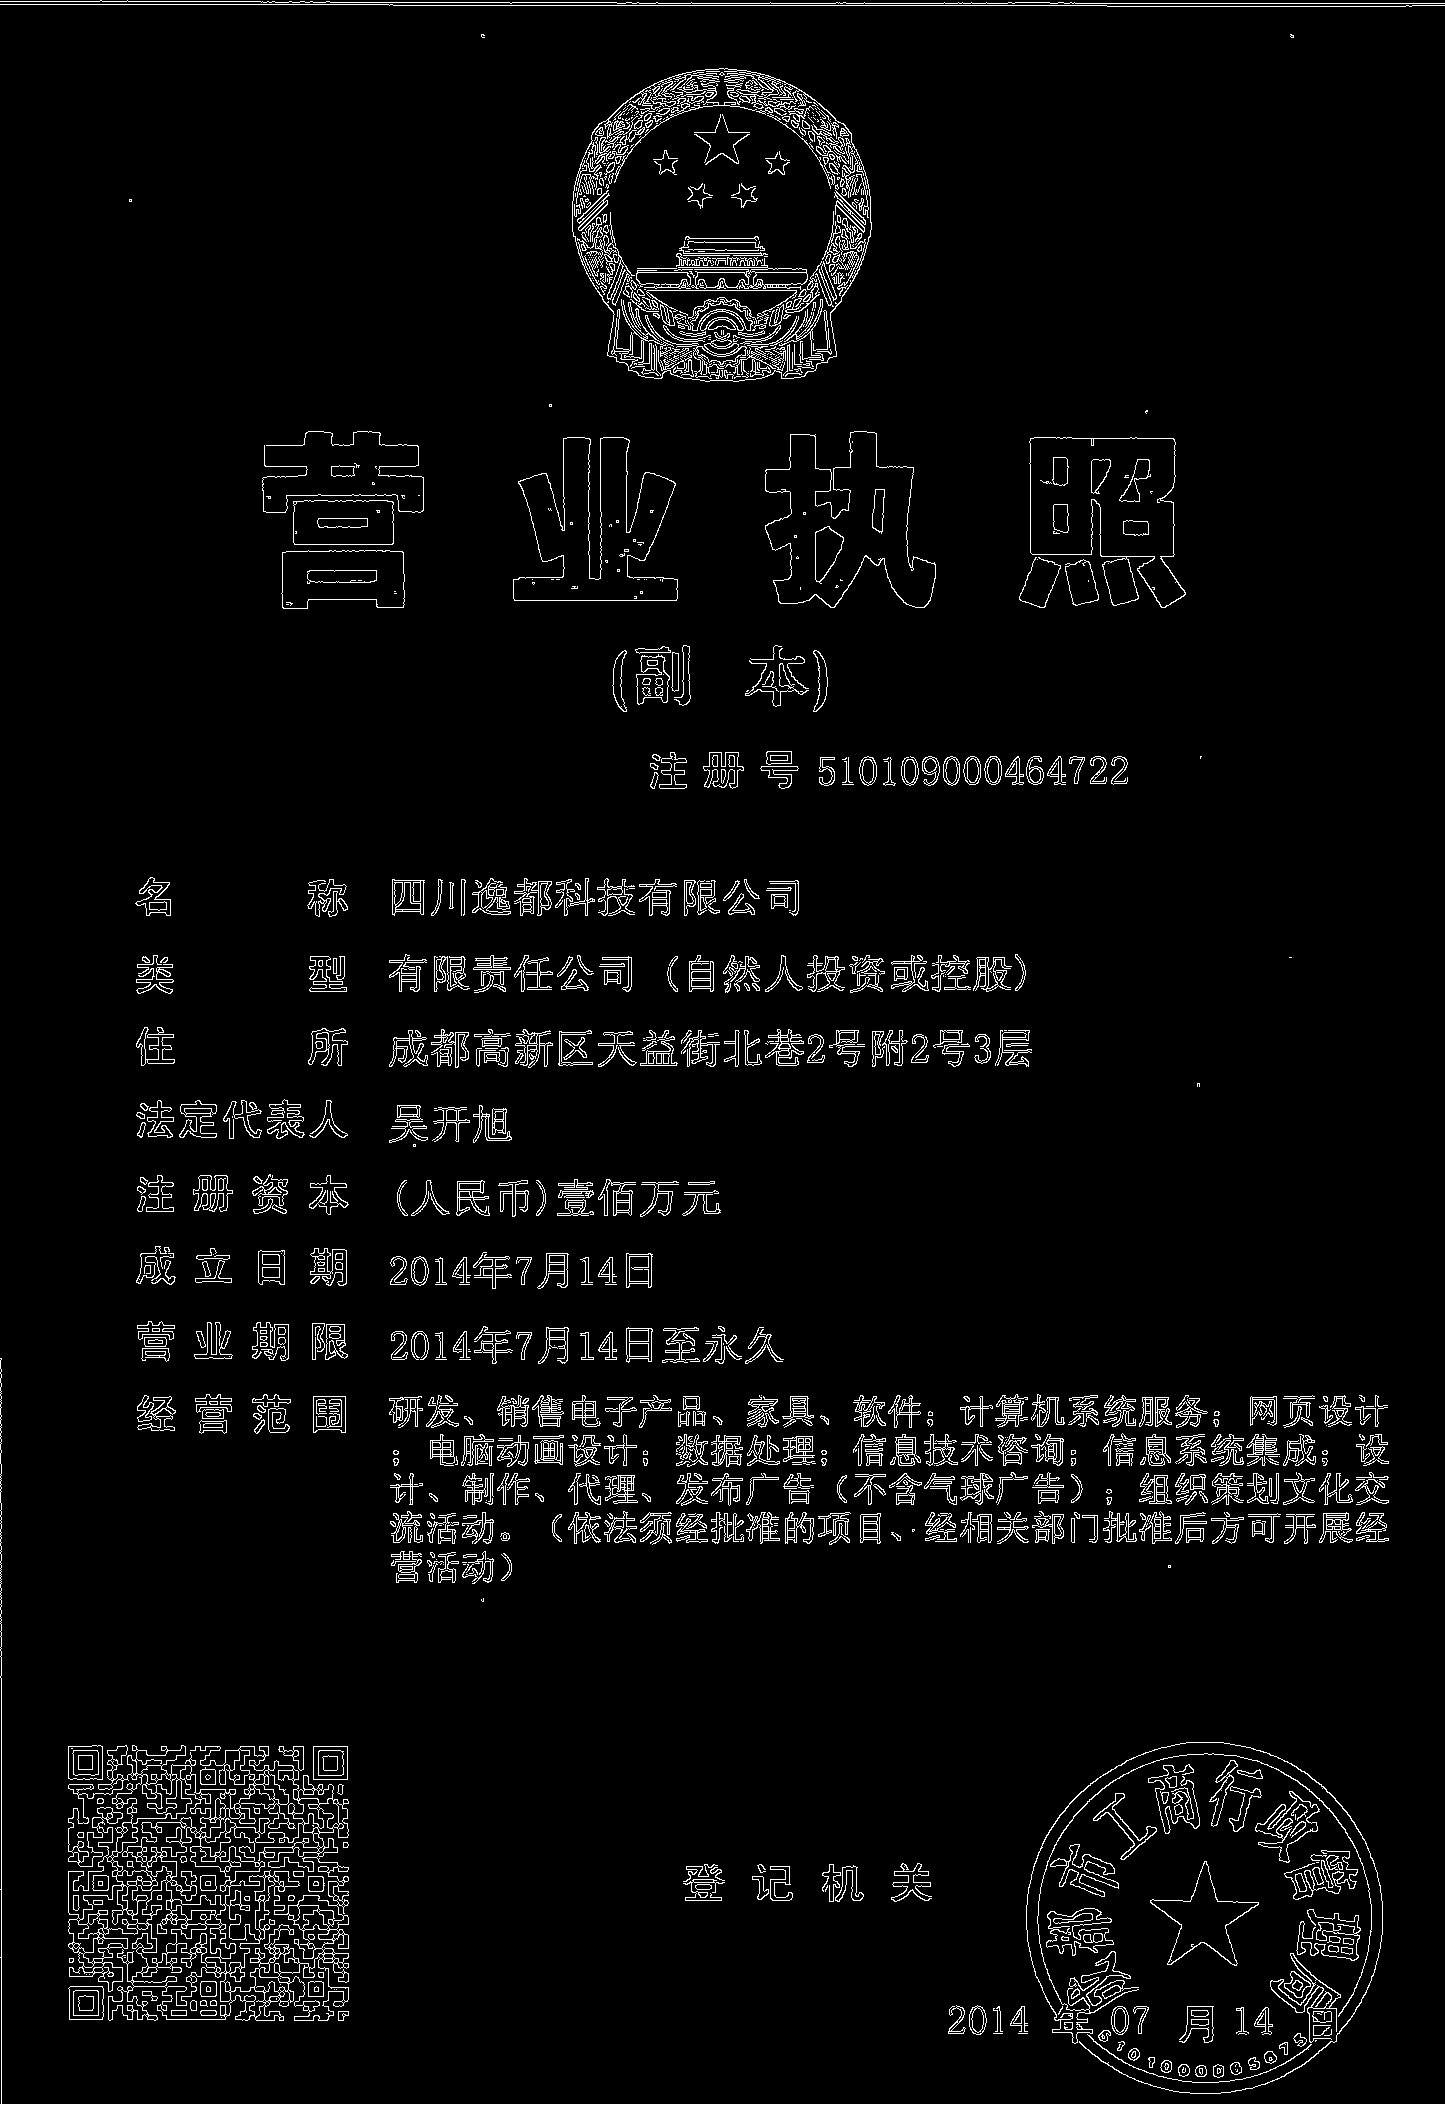 营业执照
(副 本)
注 册 号 510109000464722
名 称 四川逸都科技有限公司
类 型 有限责任公司 (自然人投资或控股)
住 所 成都高新区天益街北巷2号附2号3层
法定代表人 吴开旭
注册资本 (人民币)壹佰万元
成立日期 2014年7月14日
营业期限 2014年7月14日至永久
经营范围 研发、销售电子产品、家具、软件；计算机系统服务；网页设计
；电脑动画设计；数据处理；信息技术咨询；信息系统集成；设
计、制作、代理、发布广告（不含气球广告）；组织策划文化交
流活动。（依法须经批准的项目、经相关部门批准后方可开展经
营活动）
登记机关
成都市工商行政管理局
2014 年 07 月 14 日